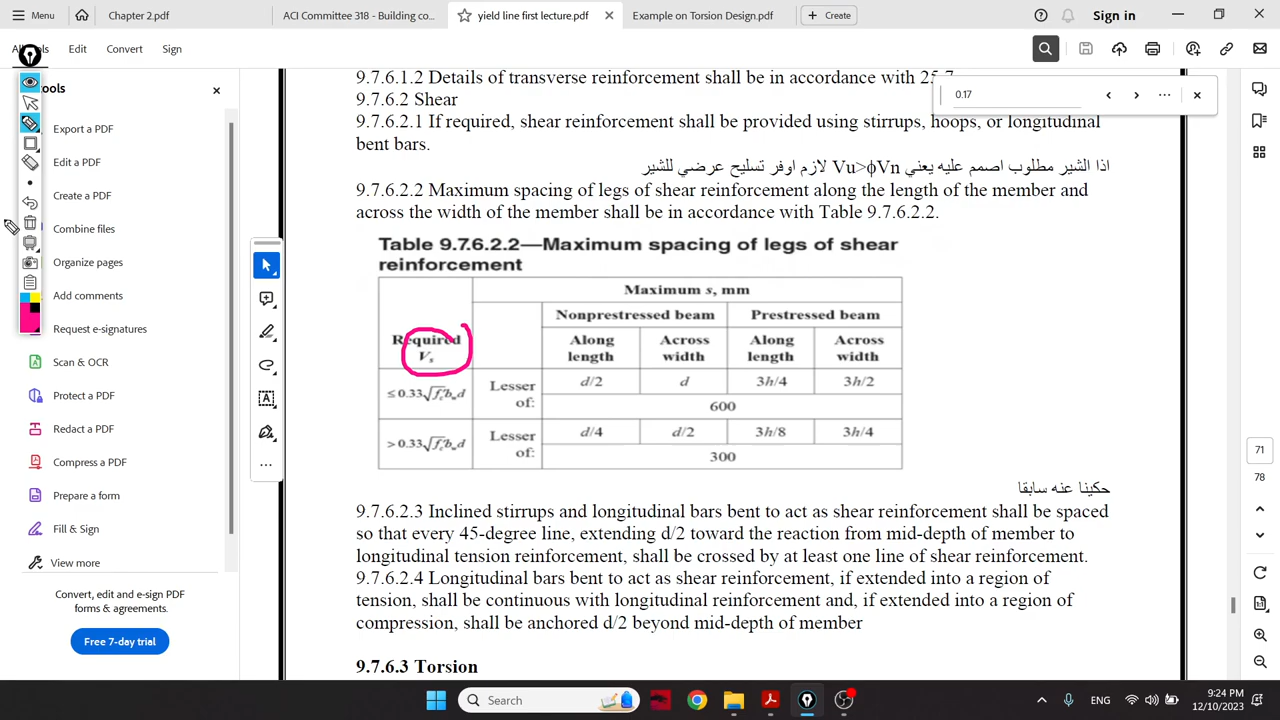 Menu
Chapter 2.pdf
ACI Committee 318 - Building co...
yield line first lecture.pdf
Example on Torsion Design.pdf
Create
Sign in
Edit
Convert
Sign
ools
Export a PDF
Edit a PDF
Create a PDF
Combine files
Organize pages
Add comments
Request e-signatures
Scan & OCR
Protect a PDF
Redact a PDF
Compress a PDF
Prepare a form
Fill & Sign
View more
Convert, edit and e-sign PDF
forms & agreements.
Free 7-day trial
0.17
9.7.6.1.2 Details of transverse reinforcement shall be in accordance with 25.7
9.7.6.2 Shear
9.7.6.2.1 If required, shear reinforcement shall be provided using stirrups, hoops, or longitudinal
bent bars.
اذا الشير مطلوب اصمم عليه يعني Vu>ϕVn لازم اوفر تسليح عرضي للشير
9.7.6.2.2 Maximum spacing of legs of shear reinforcement along the length of the member and
across the width of the member shall be in accordance with Table 9.7.6.2.2.
Table 9.7.6.2.2—Maximum spacing of legs of shear
reinforcement
Required
Vs
Maximum s, mm
Nonprestressed beam
Prestressed beam
Along
length
Across
width
Along
length
Across
width
≤ 0.33√fc′bwd
Lesser
of:
d/2
d
3h/4
3h/2
600
> 0.33√fc′bwd
Lesser
of:
d/4
d/2
3h/8
3h/4
300
حكينا عنه سابقا
9.7.6.2.3 Inclined stirrups and longitudinal bars bent to act as shear reinforcement shall be spaced
so that every 45-degree line, extending d/2 toward the reaction from mid-depth of member to
longitudinal tension reinforcement, shall be crossed by at least one line of shear reinforcement.
9.7.6.2.4 Longitudinal bars bent to act as shear reinforcement, if extended into a region of
tension, shall be continuous with longitudinal reinforcement and, if extended into a region of
compression, shall be anchored d/2 beyond mid-depth of member
9.7.6.3 Torsion
71
78
Search
ENG
9:24 PM
12/10/2023